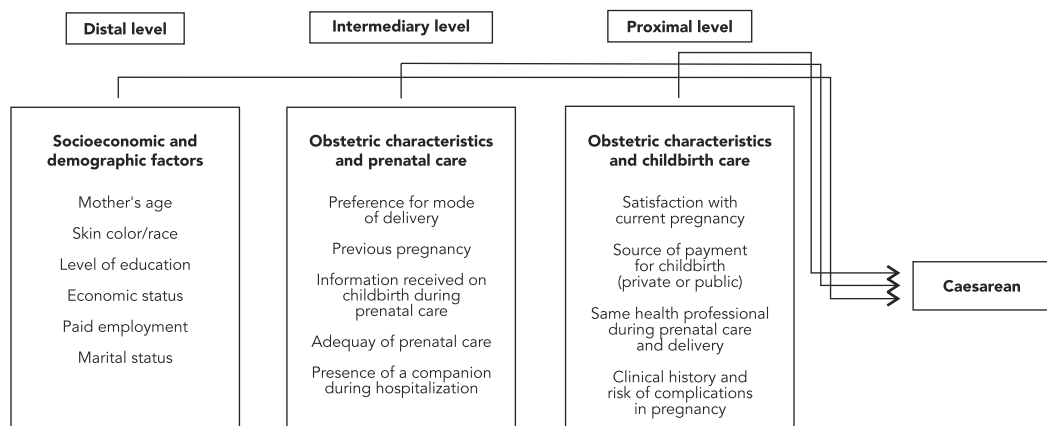 Distal level
Intermediary level
Proximal level
Socioeconomic and
demographic factors
Mother's age
Skin color/race
Level of education
Economic status
Paid employment
Marital status
Obstetric characteristics
and prenatal care
Preference for mode
of delivery
Previous pregnancy
Information received on
childbirth during
prenatal care
Adequay of prenatal care
Presence of a companion
during hospitalization
Obstetric characteristics
and childbirth care
Satisfaction with
current pregnancy
Source of payment
for childbirth
(private or public)
Same health professional
during prenatal care
and delivery
Clinical history and
risk of complications
in pregnancy
Caesarean